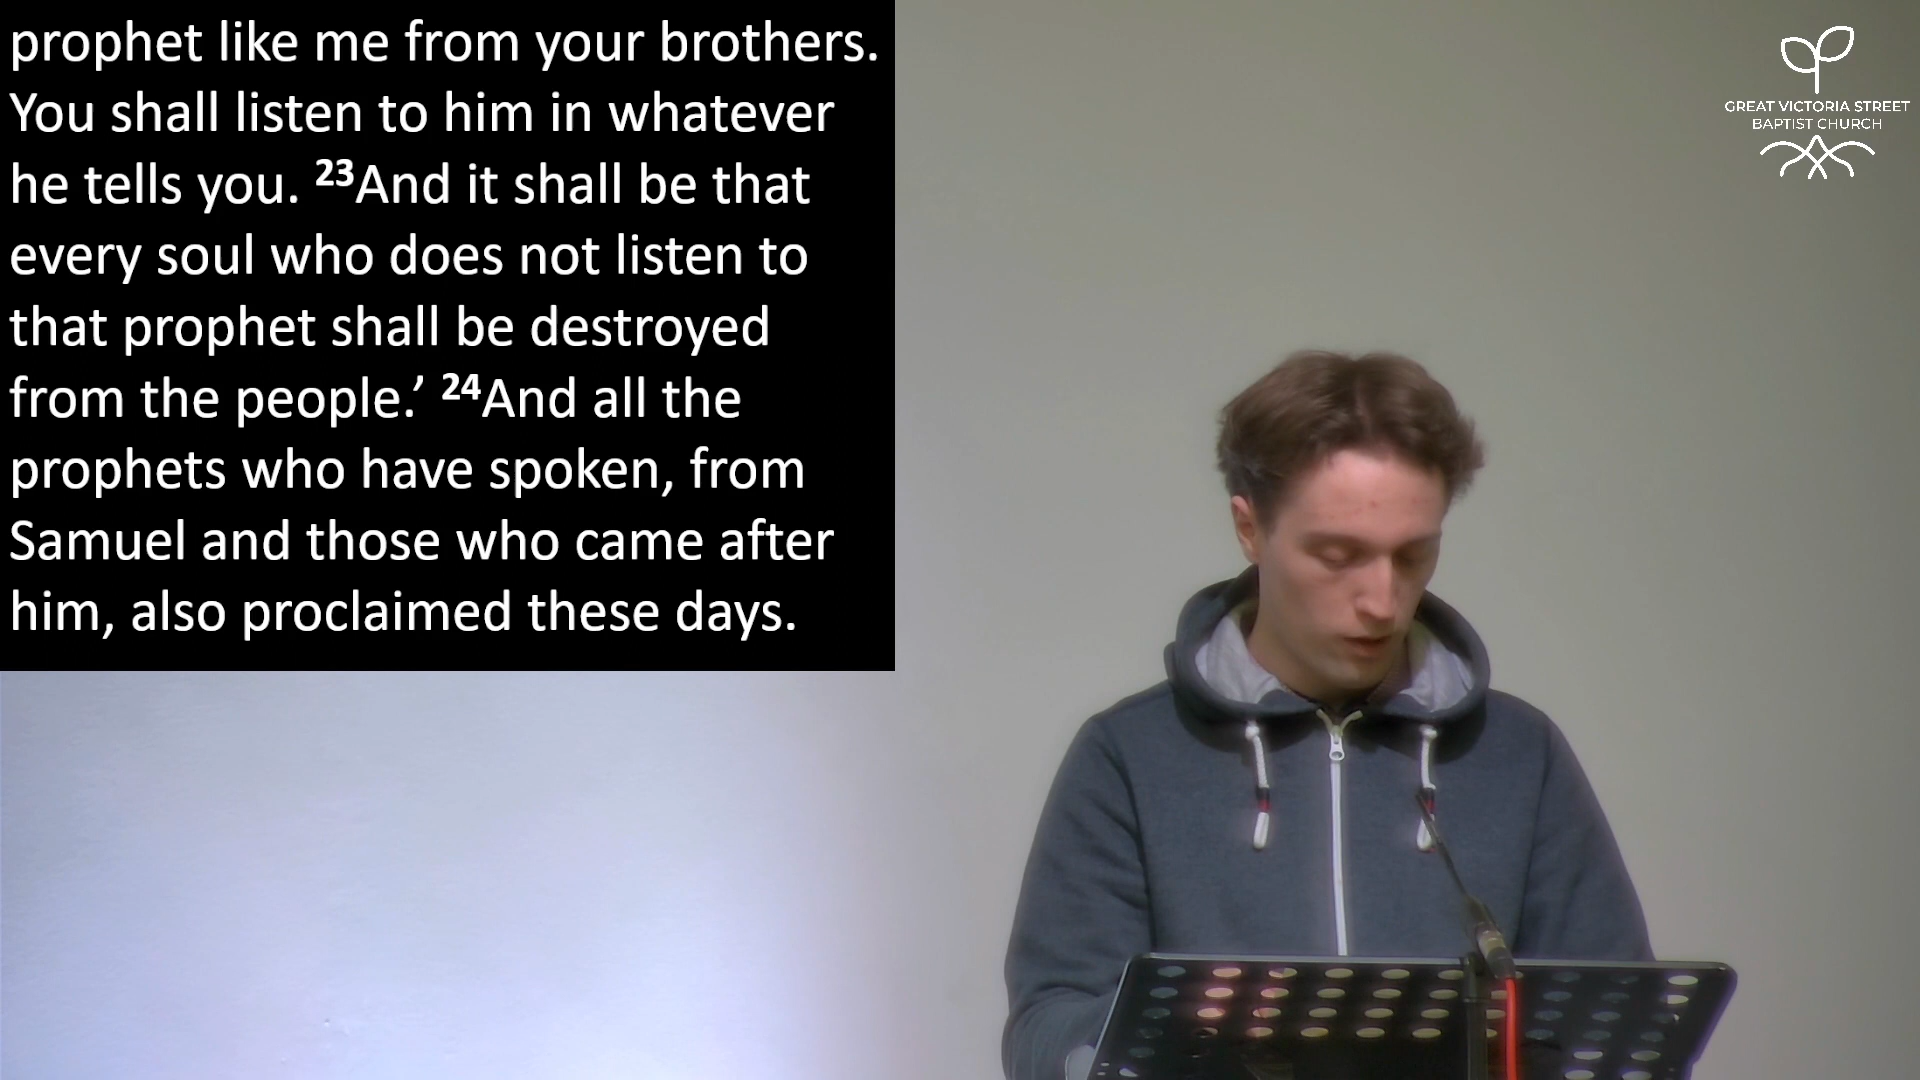 prophet like me from your brothers.
You shall listen to him in whatever
he tells you. ²³And it shall be that
every soul who does not listen to
that prophet shall be destroyed
from the people.’ ²⁴And all the
prophets who have spoken, from
Samuel and those who came after
him, also proclaimed these days.
GREAT VICTORIA STREET
BAPTIST CHURCH